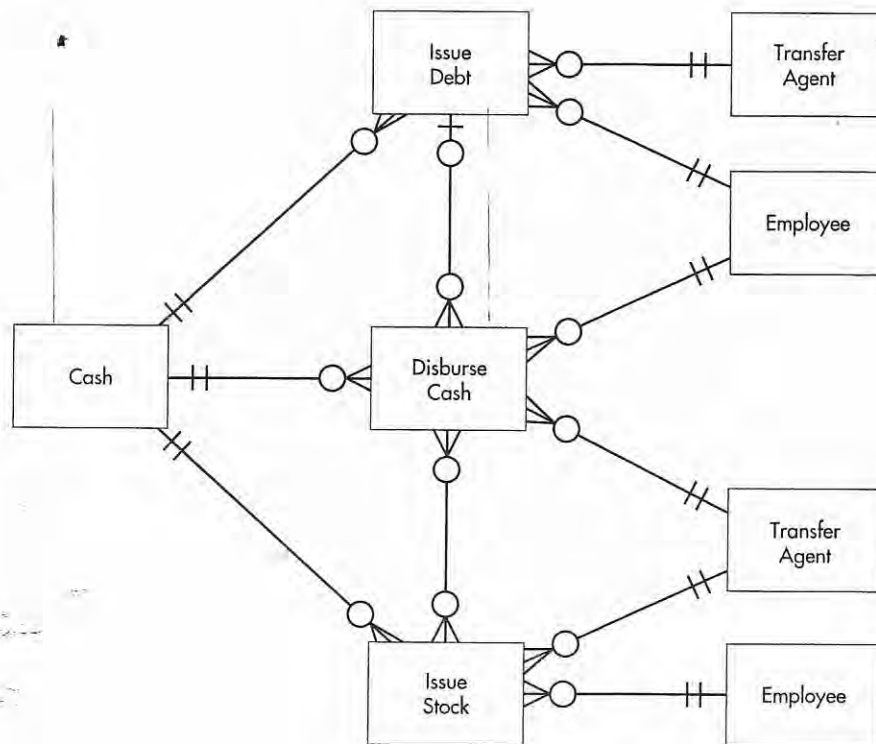 Issue
Debt
Transfer
Agent
Employee
Cash
Disburse
Cash
Transfer
Agent
Issue
Stock
Employee